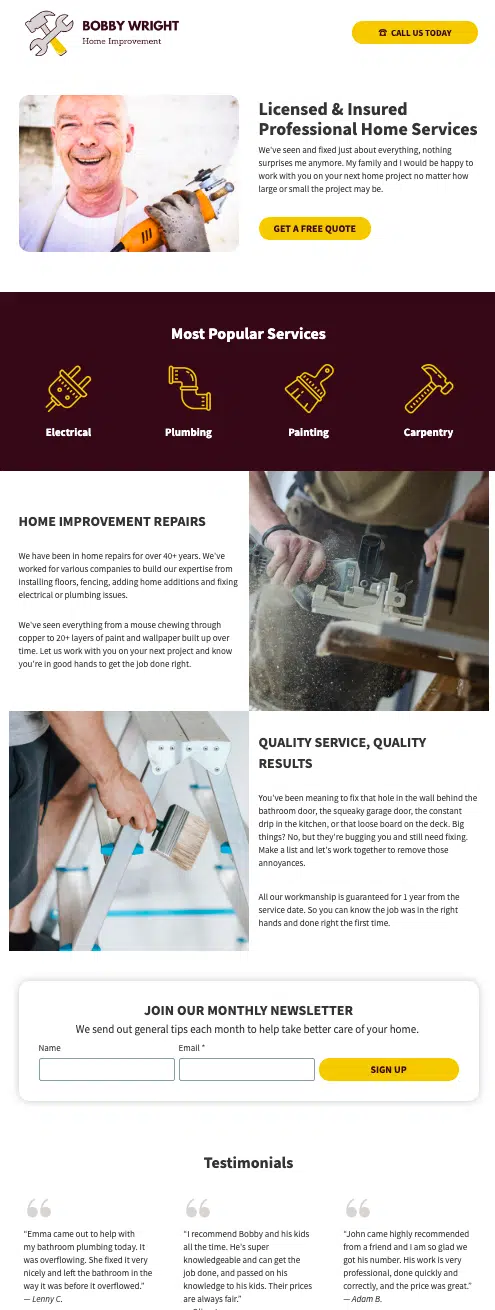 BOBBY WRIGHT
Home Improvement
☎ CALL US TODAY
Licensed & Insured
Professional Home Services
We've seen and fixed just about everything, nothing
surprises me anymore. My family and I would be happy to
work with you on your next home project no matter how
large or small the project may be.
GET A FREE QUOTE
Most Popular Services
Electrical
Plumbing
Painting
Carpentry
HOME IMPROVEMENT REPAIRS
We have been in home repairs for over 40+ years. We've
worked for various companies to build our expertise from
installing floors, fencing, adding home additions and fixing
electrical or plumbing issues.
We've seen everything from a mouse chewing through
copper to 20+ layers of paint and wallpaper built up over
time. Let us work with you on your next project and know
you're in good hands to get the job done right.
QUALITY SERVICE, QUALITY
RESULTS
You've been meaning to fix that hole in the wall behind the
bathroom door, the squeaky garage door, the constant
drip in the kitchen, or that loose board on the deck. Big
things? No, but they're bugging you and still need fixing.
Make a list and let's work together to remove those
annoyances.
All our workmanship is guaranteed for 1 year from the
service date. So you can know the job was in the right
hands and done right the first time.
JOIN OUR MONTHLY NEWSLETTER
We send out general tips each month to help take better care of your home.
Name
Email *
SIGN UP
Testimonials
"Emma came out to help with
my bathroom plumbing today. It
was overflowing. She fixed it very
nicely and left the bathroom in the
way it was before it overflowed."
— Lenny C.
"I recommend Bobby and his kids
all the time. He's super
knowledgeable and can get the
job done, and passed on his
knowledge to his kids. Their prices
are always fair."
"John came highly recommended
from a friend and I am so glad we
got his number. His work is very
professional, done quickly and
correctly, and the price was great."
— Adam B.